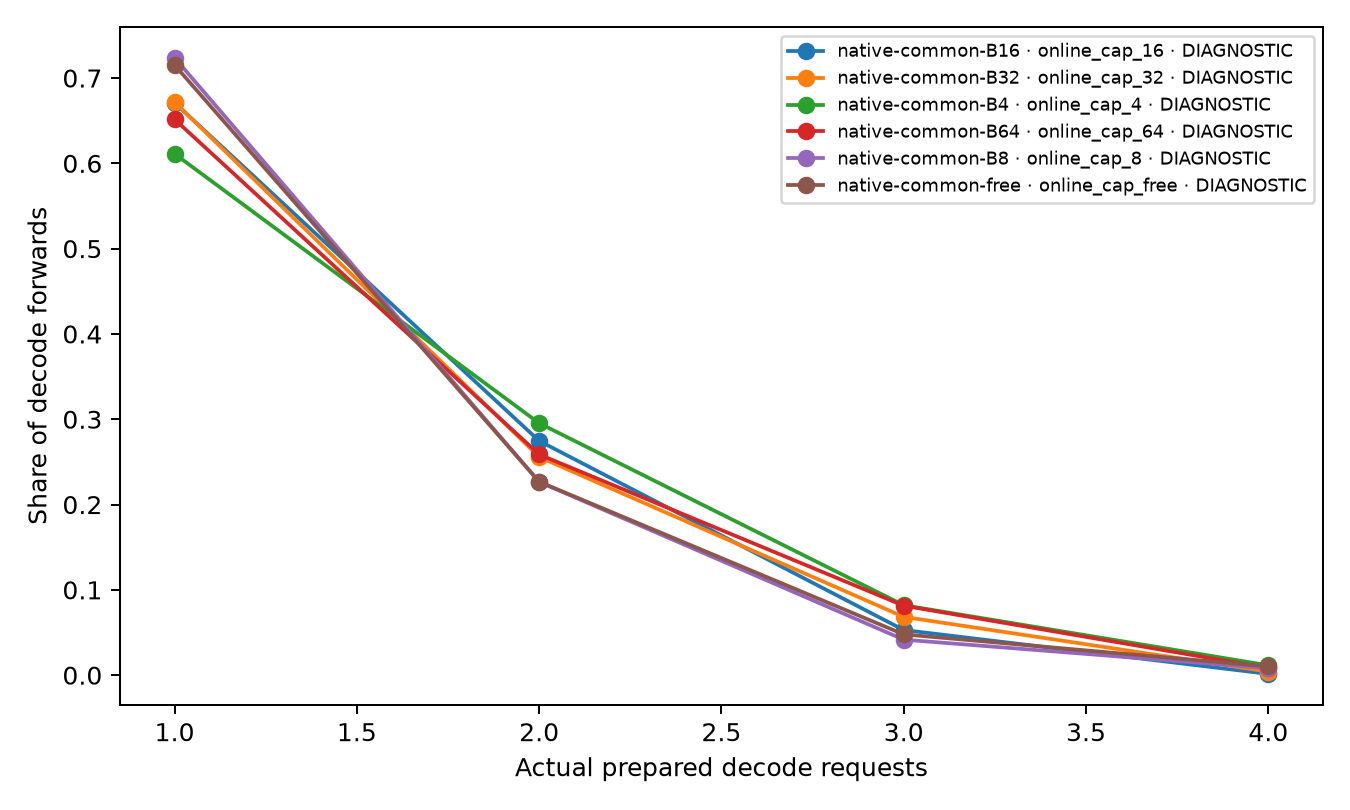 native-common-B16 · online_cap_16 · DIAGNOSTIC
native-common-B32 · online_cap_32 · DIAGNOSTIC
native-common-B4 · online_cap_4 · DIAGNOSTIC
native-common-B64 · online_cap_64 · DIAGNOSTIC
native-common-B8 · online_cap_8 · DIAGNOSTIC
native-common-free · online_cap_free · DIAGNOSTIC
Share of decode forwards
0.7
0.6
0.5
0.4
0.3
0.2
0.1
0.0
1.0 1.5 2.0 2.5 3.0 3.5 4.0
Actual prepared decode requests